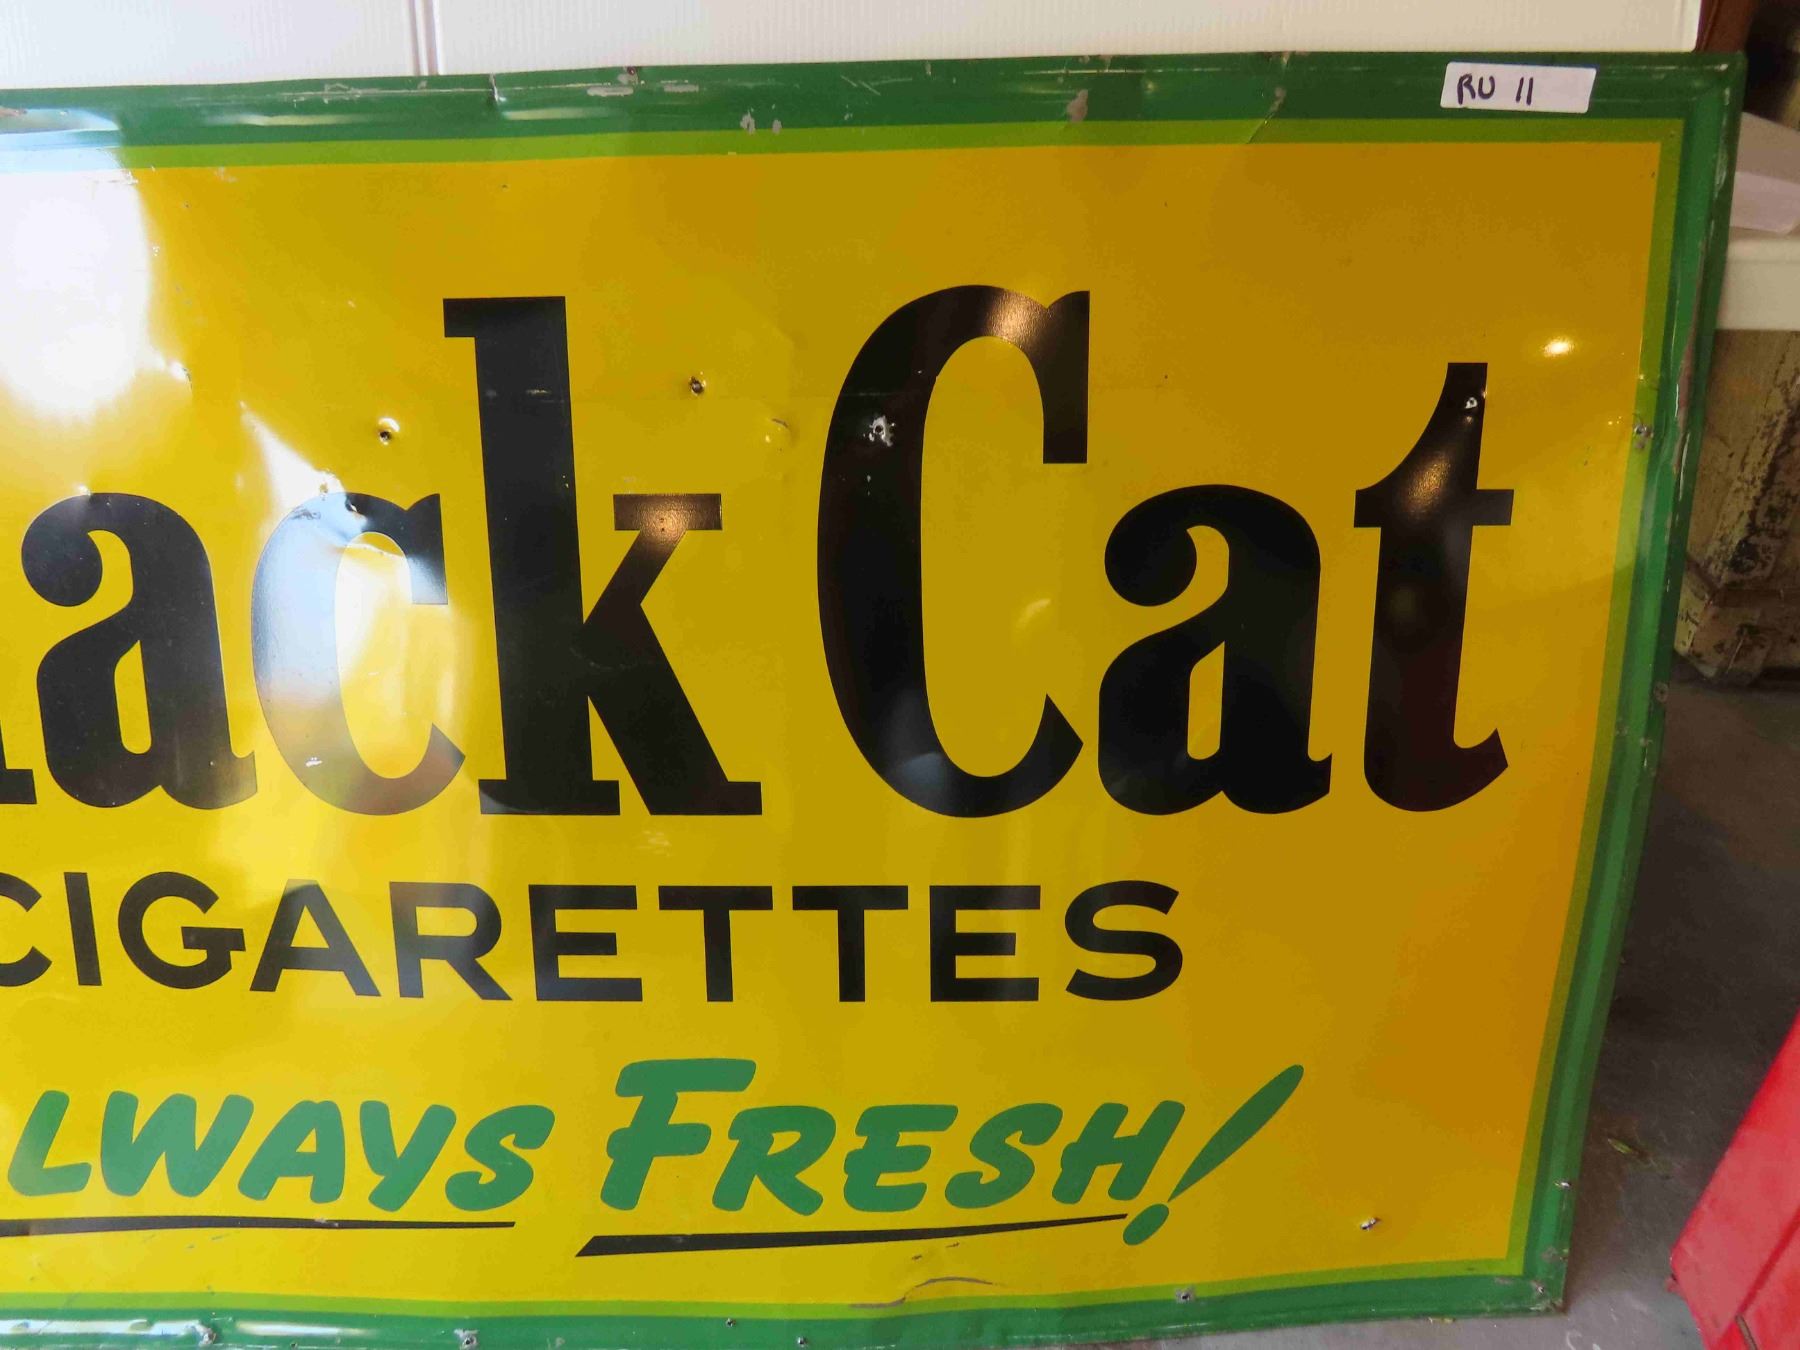 RU 11
ack Cat
CIGARETTES
LWAYS FRESH!